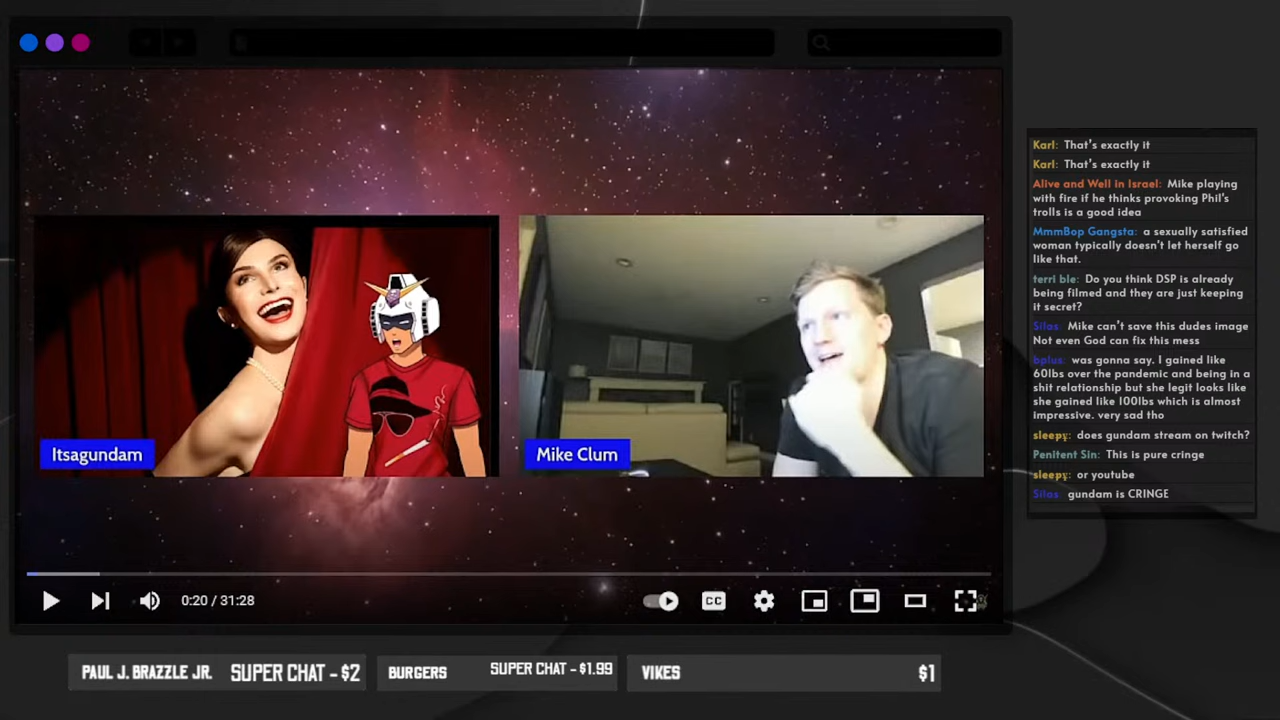 Itsagundam
Mike Clum
CC
0:20 / 31:28
Karl: That's exactly it
Karl: That's exactly it
Alive and Well in Israel: Mike playing
with fire if he thinks provoking Phil's
trolls is a good idea
MmmBop Gangsta: a sexually satisfied
woman typically doesn't let herself go
like that.
terri ble: Do you think DSP is already
being filmed and they are just keeping
it secret?
Silas: Mike can't save this dudes image
Not even God can fix this mess
bplus: was gonna say. I gained like
60lbs over the pandemic and being in a
shit relationship but she legit looks like
she gained like 100lbs which is almost
impressive. very sad tho
sleepy: does gundam stream on twitch?
Penitent Sin: This is pure cringe
sleepy: or youtube
Silas: gundam is CRINGE
PAUL J. BRAZZLE JR. SUPER CHAT - $2
BURGERS SUPER CHAT - $1.99
VIKES $1